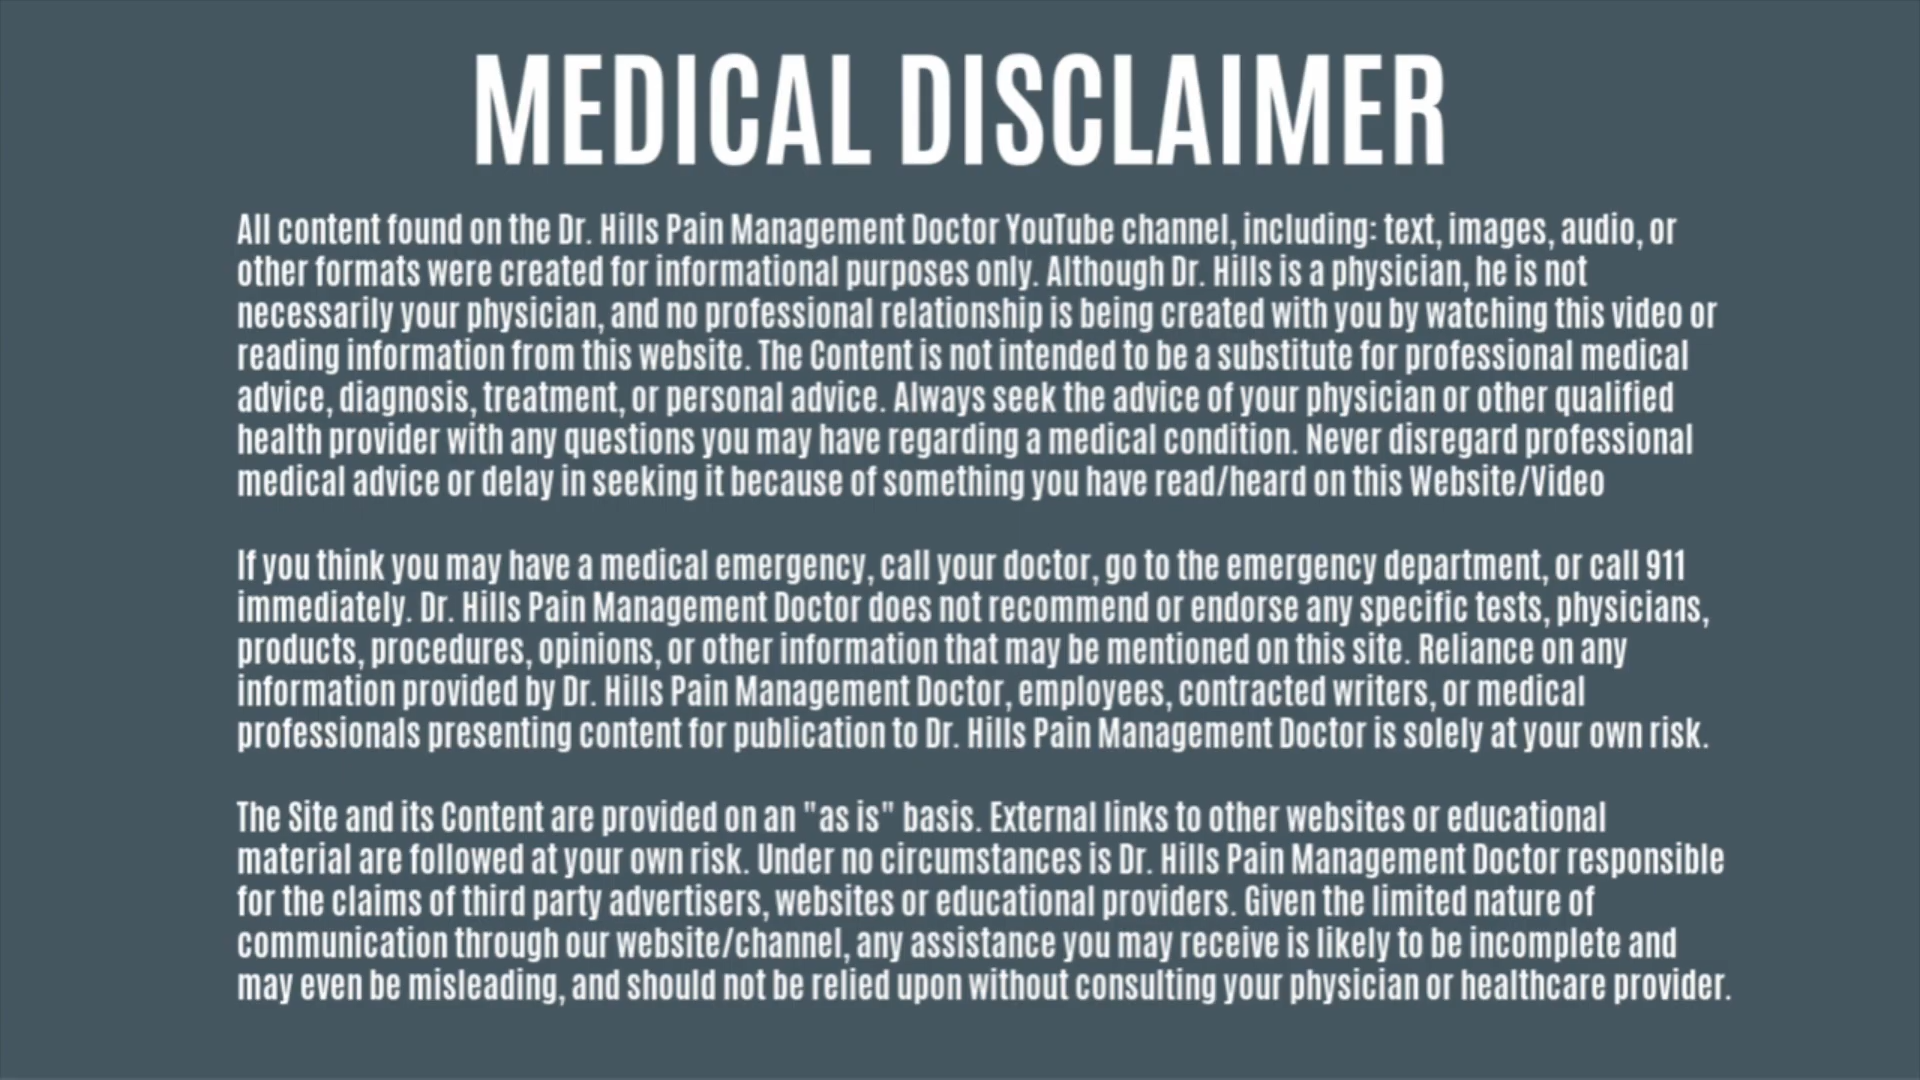 MEDICAL DISCLAIMER
All content found on the Dr. Hills Pain Management Doctor YouTube channel, including: text, images, audio, or
other formats were created for informational purposes only. Although Dr. Hills is a physician, he is not
necessarily your physician, and no professional relationship is being created with you by watching this video or
reading information from this website. The Content is not intended to be a substitute for professional medical
advice, diagnosis, treatment, or personal advice. Always seek the advice of your physician or other qualified
health provider with any questions you may have regarding a medical condition. Never disregard professional
medical advice or delay in seeking it because of something you have read/heard on this Website/Video
If you think you may have a medical emergency, call your doctor, go to the emergency department, or call 911
immediately. Dr. Hills Pain Management Doctor does not recommend or endorse any specific tests, physicians,
products, procedures, opinions, or other information that may be mentioned on this site. Reliance on any
information provided by Dr. Hills Pain Management Doctor, employees, contracted writers, or medical
professionals presenting content for publication to Dr. Hills Pain Management Doctor is solely at your own risk.
The Site and its Content are provided on an "as is" basis. External links to other websites or educational
material are followed at your own risk. Under no circumstances is Dr. Hills Pain Management Doctor responsible
for the claims of third party advertisers, websites or educational providers. Given the limited nature of
communication through our website/channel, any assistance you may receive is likely to be incomplete and
may even be misleading, and should not be relied upon without consulting your physician or healthcare provider.